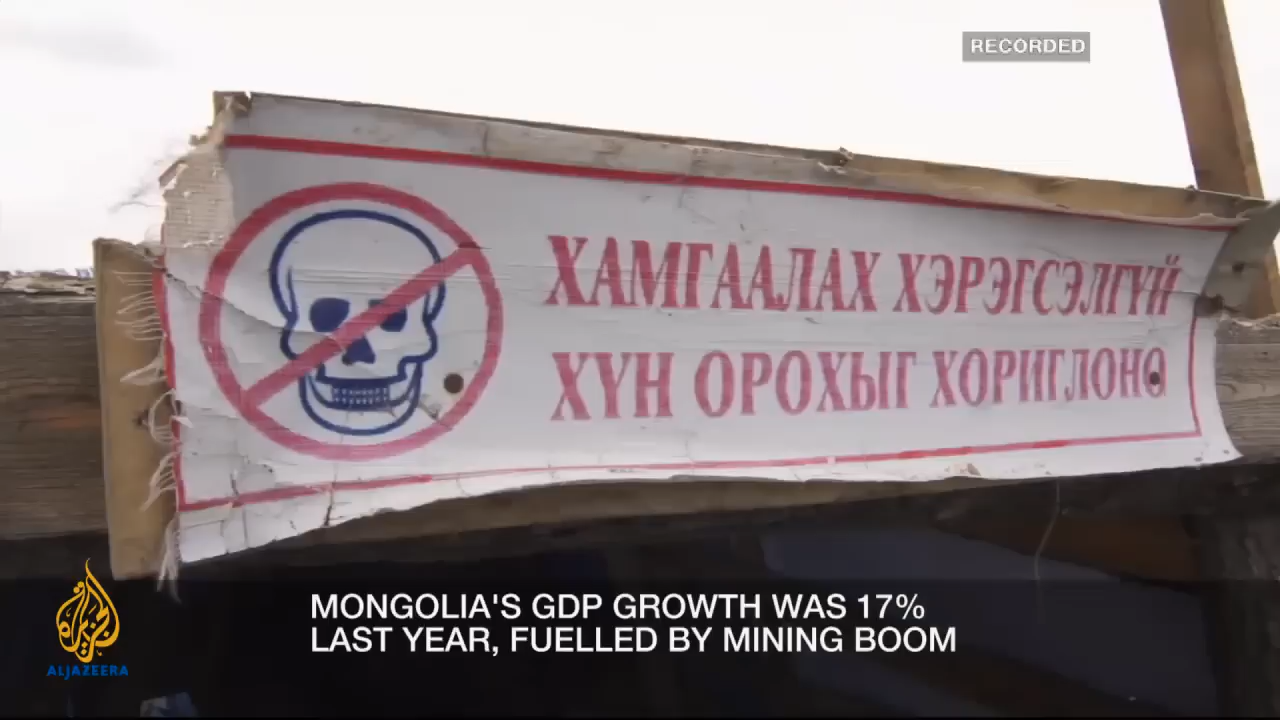 RECORDED
ХАМГААЛАХ ХЭРЭГСЭЛГҮЙ
ХҮН ОРОХЫГ ХОРИГЛОНО
MONGOLIA'S GDP GROWTH WAS 17%
LAST YEAR, FUELLED BY MINING BOOM
ALJAZEERA